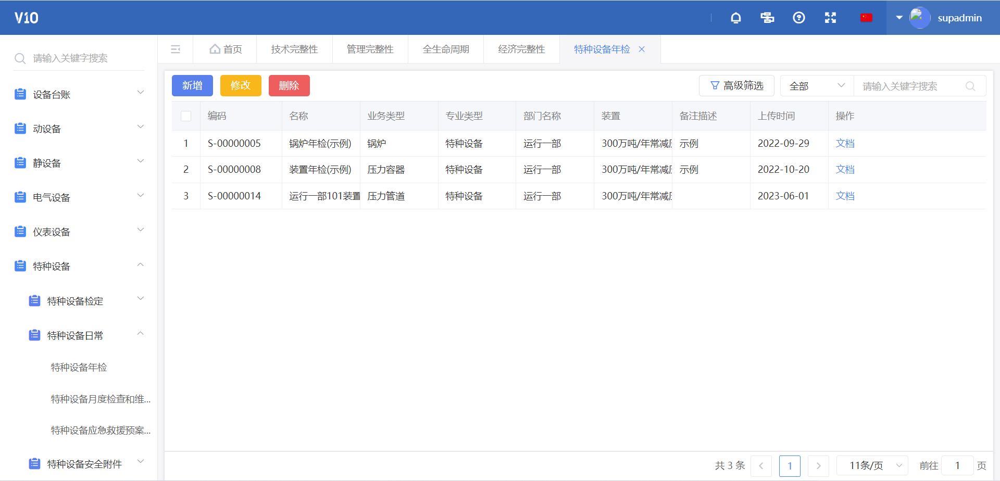 V10
supadmin
请输入关键字搜索
设备台账
动设备
静设备
电气设备
仪表设备
特种设备
特种设备检定
特种设备日常
特种设备年检
特种设备月度检查和维...
特种设备应急救援预案...
特种设备安全附件
首页 技术完整性 管理完整性 全生命周期 经济完整性 特种设备年检
新增 修改 删除 高级筛选 全部 请输入关键字搜索
编码 名称 业务类型 专业类型 部门名称 装置 备注描述 上传时间 操作
1 S-00000005 锅炉年检(示例) 锅炉 特种设备 运行一部 300万吨/年常减 示例 2022-09-29 文档
2 S-00000008 装置年检(示例) 压力容器 特种设备 运行一部 300万吨/年常减 示例 2022-10-20 文档
3 S-00000014 运行一部101装置 压力管道 特种设备 运行一部 300万吨/年常减 2023-06-01 文档
共 3 条 1 11条/页 前往 1 页